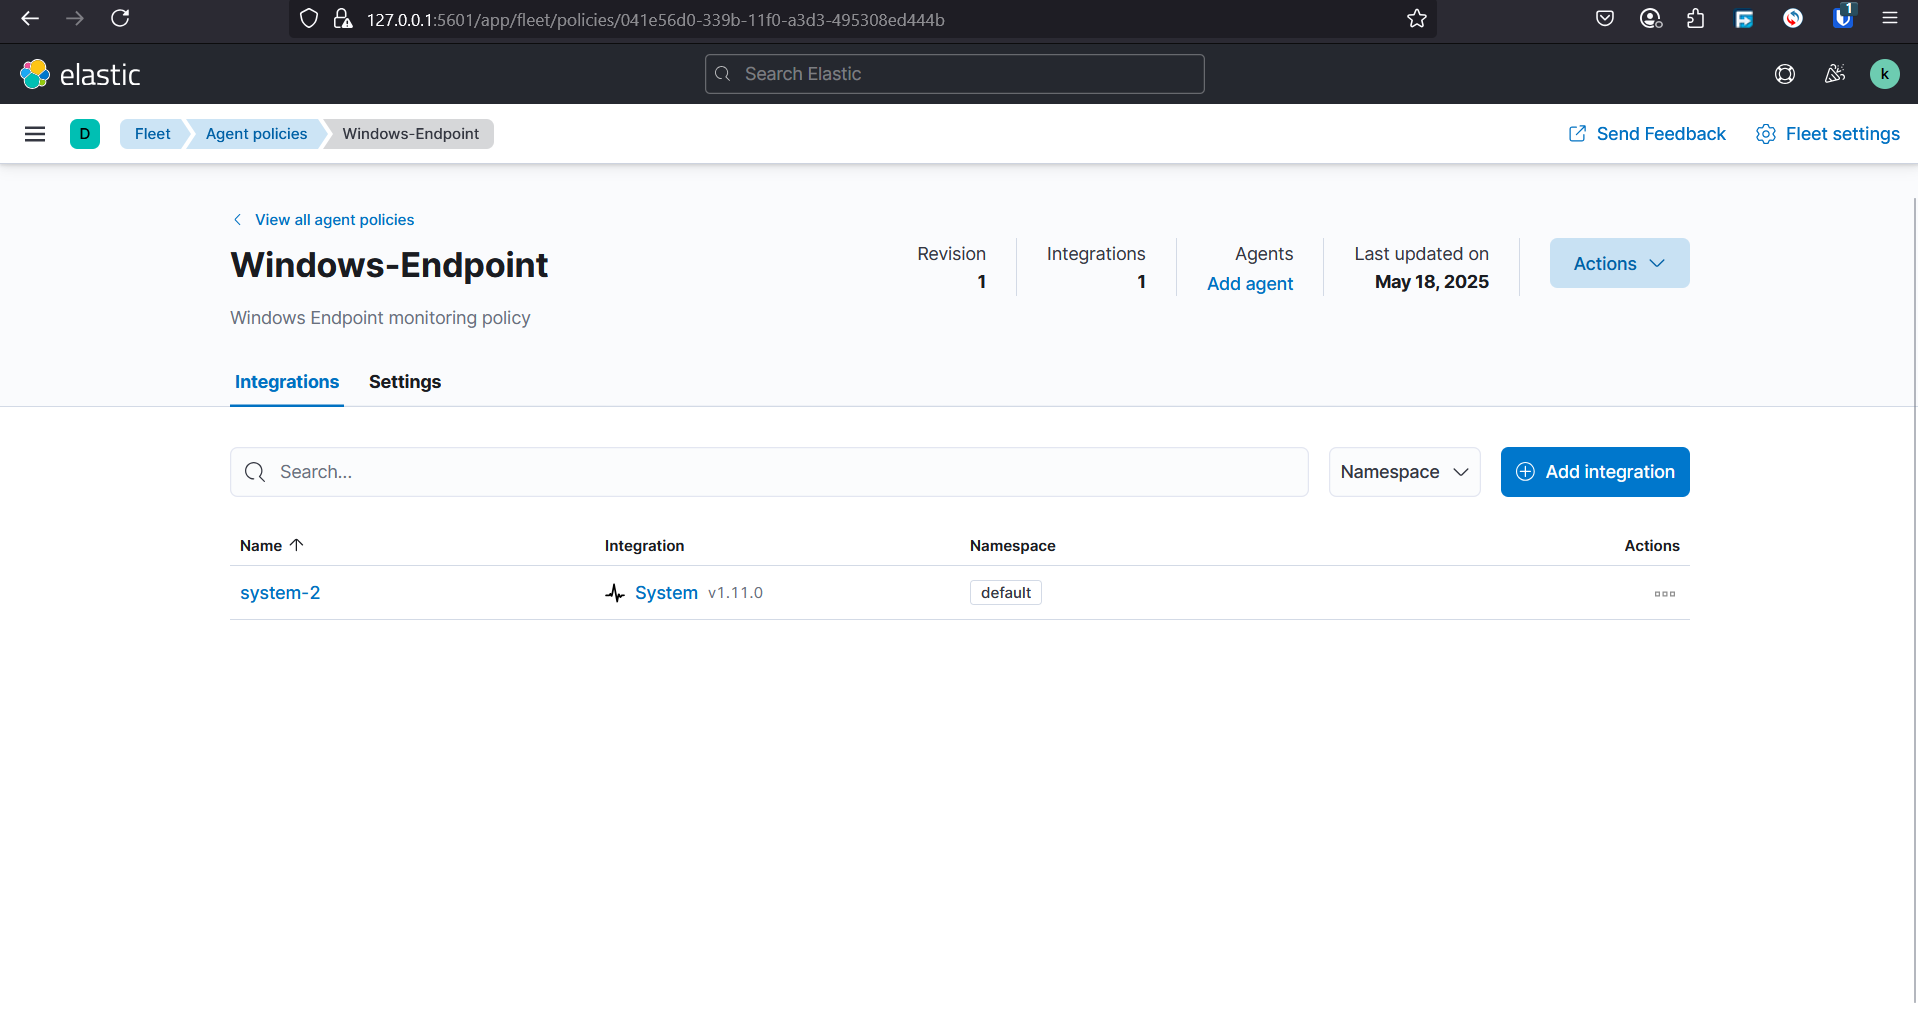 127.0.0.1:5601/app/fleet/policies/041e56d0-339b-11f0-a3d3-495308ed444b
1
elastic
Search Elastic
k
D
Fleet
Agent policies
Windows-Endpoint
Send Feedback
Fleet settings
View all agent policies
Windows-Endpoint
Windows Endpoint monitoring policy
Revision
1
Integrations
1
Agents
Add agent
Last updated on
May 18, 2025
Actions
Integrations
Settings
Search...
Namespace
Add integration
Name
Integration
Namespace
Actions
system-2
System v1.11.0
default